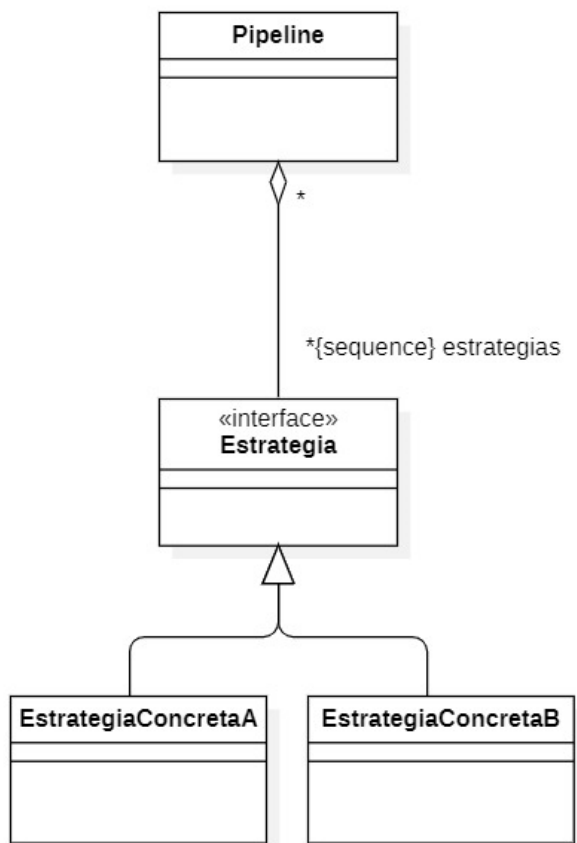 Pipeline
*
*{sequence} estrategias
«interface»
Estrategia
EstrategiaConcretaA
EstrategiaConcretaB